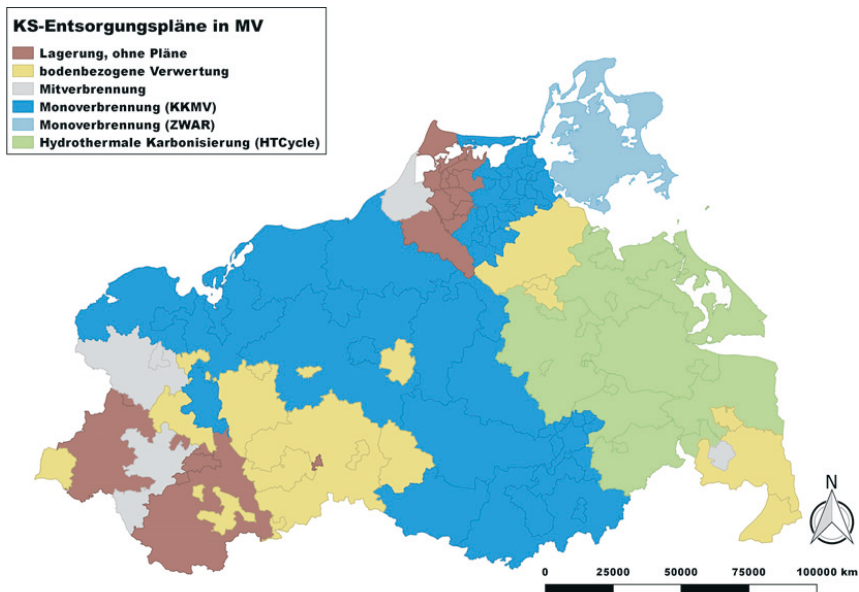 KS-Entsorgungspläne in MV
Lagerung, ohne Pläne
bodenbezogene Verwertung
Mitverbrennung
Monoverbrennung (KKMV)
Monoverbrennung (ZWAR)
Hydrothermale Karbonisierung (HTCycle)
N
0 25000 50000 75000 100000 km